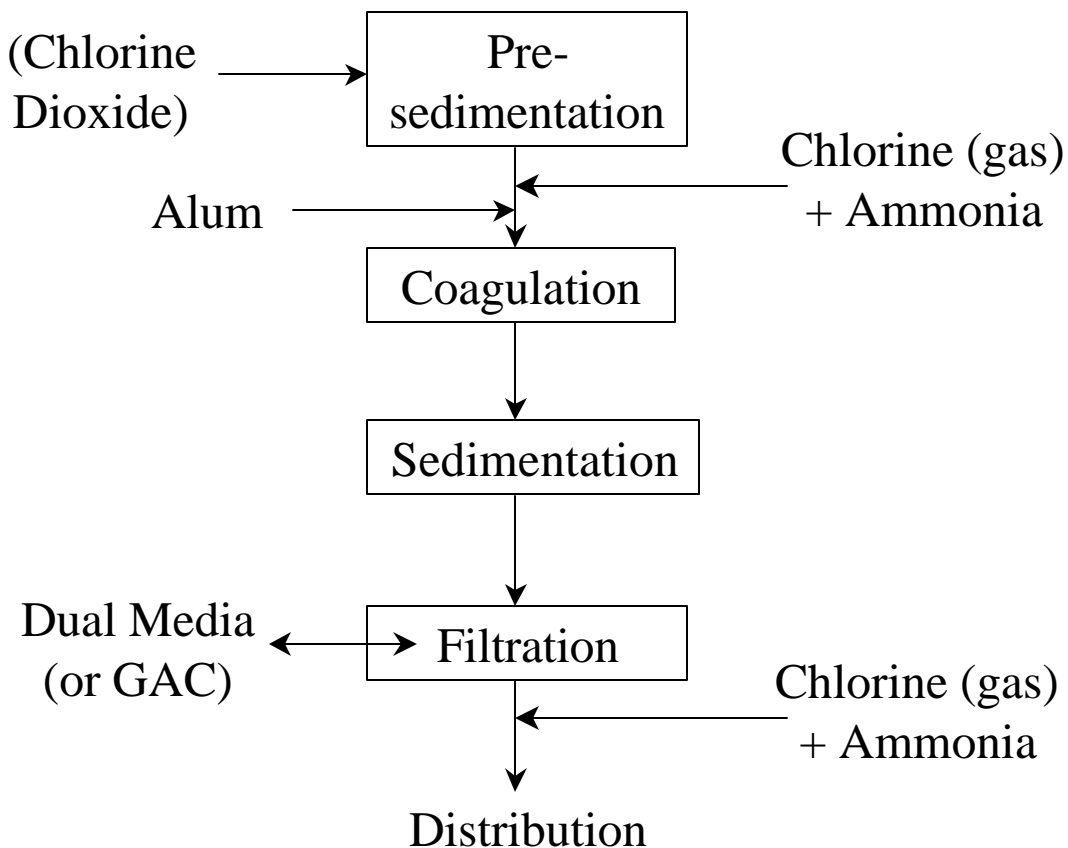 (Chlorine
Dioxide)
Pre-
sedimentation
Chlorine (gas)
+ Ammonia
Alum
Coagulation
Sedimentation
Dual Media
(or GAC)
Filtration
Chlorine (gas)
+ Ammonia
Distribution